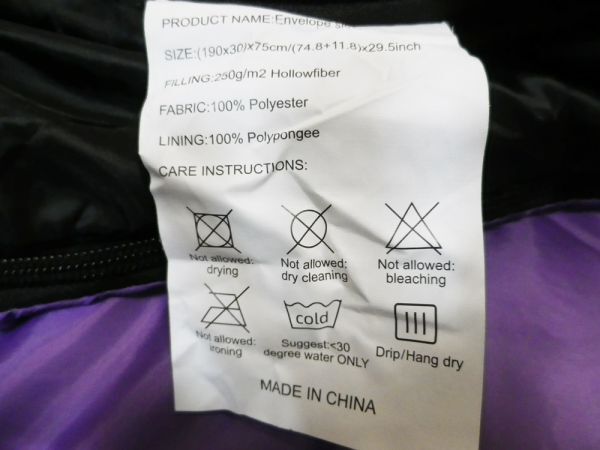 PRODUCT NAME:Envelope
SIZE:(190x30)x75cm/(74.8+11.8)x29.5inch
FILLING:250g/m2 Hollowfiber
FABRIC:100% Polyester
LINING:100% Polypongee
CARE INSTRUCTIONS:
Not allowed:
drying
Not allowed:
dry cleaning
Not allowed:
bleaching
Not allowed:
ironing
cold
Suggest:<30
degree water ONLY
Drip/Hang dry
MADE IN CHINA